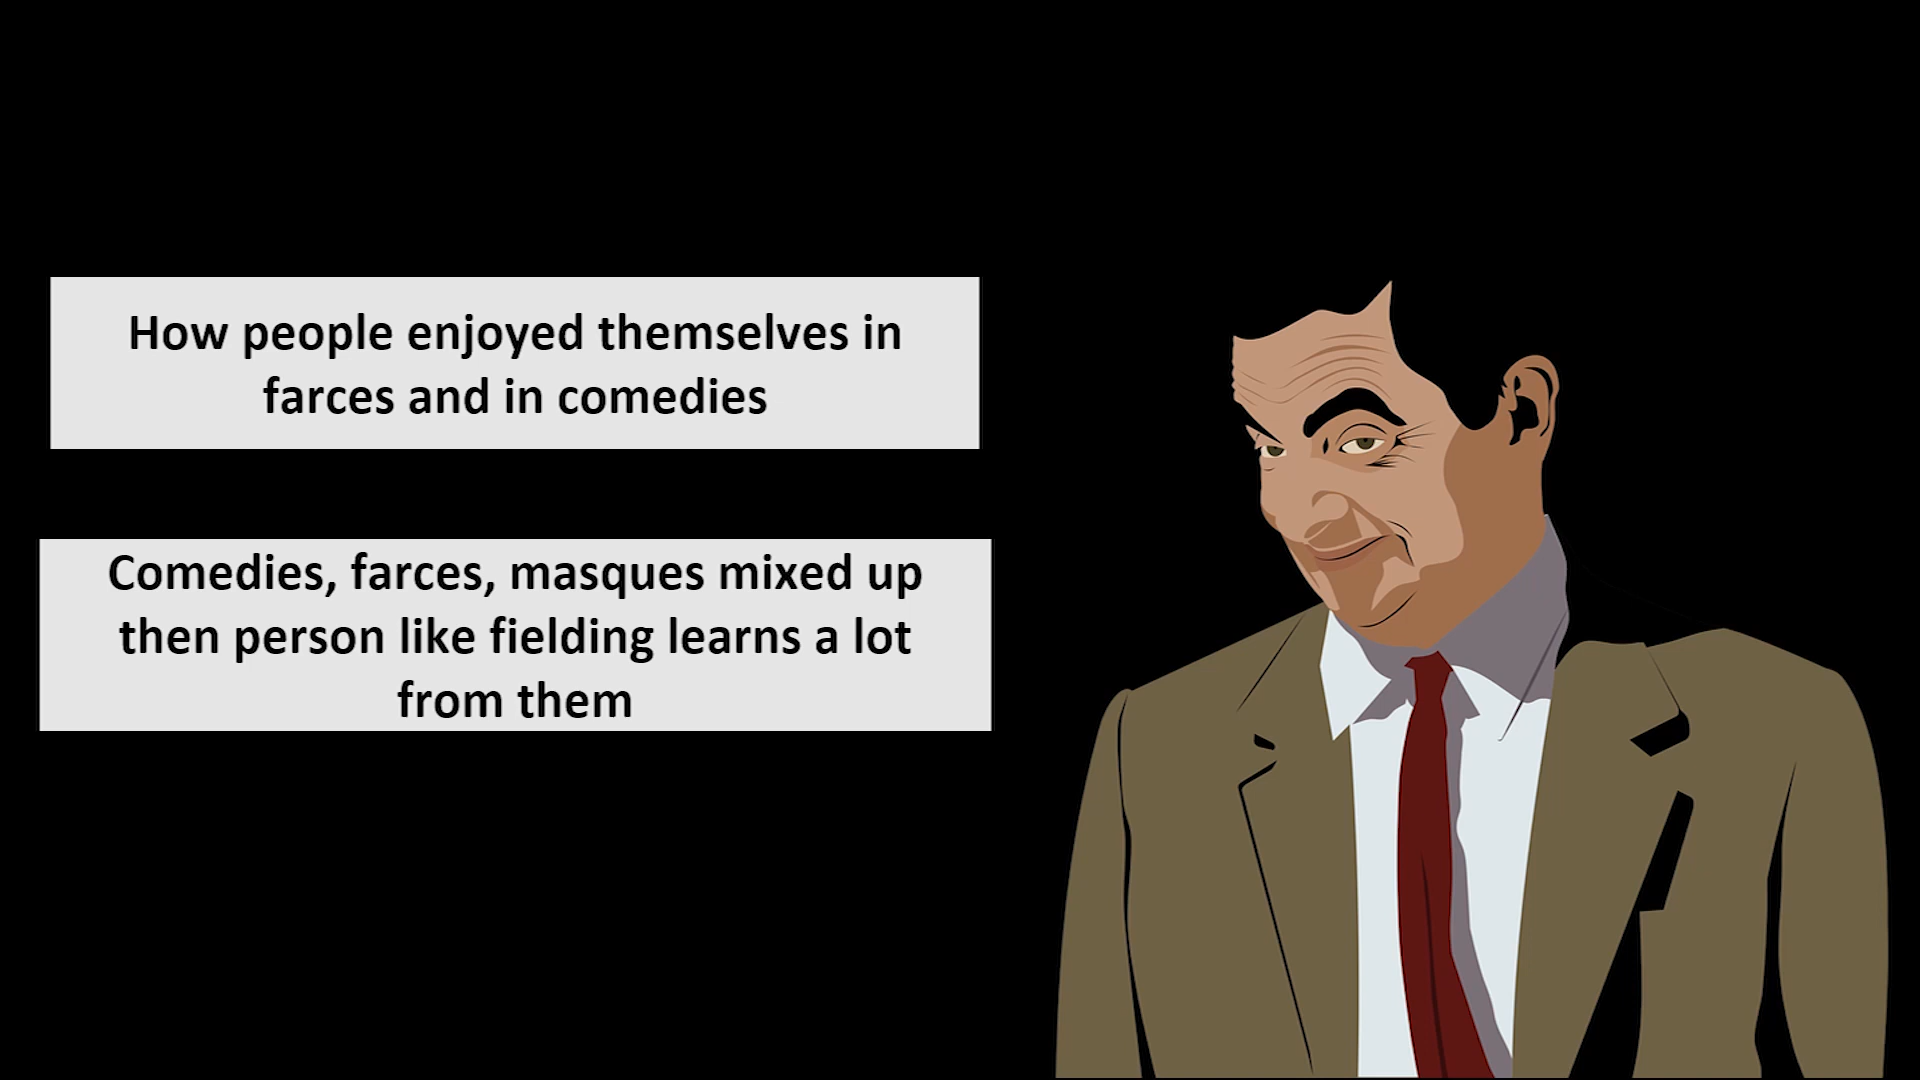 How people enjoyed themselves in
farces and in comedies
Comedies, farces, masques mixed up
then person like fielding learns a lot
from them